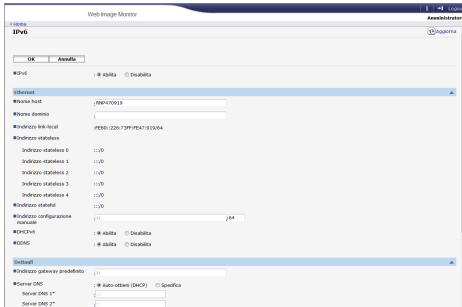 Web Image Monitor
Logout
Amministratore
Home
IPv6
Aggiorna
OK Annulla
IPv6 : Abilita Disabilita
Ethernet
Nome host :RNP470919
Nome dominio :
Indirizzo link-local :FE80::226:73FF:FE47:919/64
Indirizzo stateless
Indirizzo stateless 0 :::/0
Indirizzo stateless 1 :::/0
Indirizzo stateless 2 :::/0
Indirizzo stateless 3 :::/0
Indirizzo stateless 4 :::/0
Indirizzo stateful :::/0
Indirizzo configurazione manuale ::: /64
DHCPv6 : Abilita Disabilita
DDNS : Abilita Disabilita
Dettauli
Indirizzo gateway predefinito :::
Server DNS : Auto-ottieni (DHCP) Specifica
Server DNS 1* :::
Server DNS 2* :::